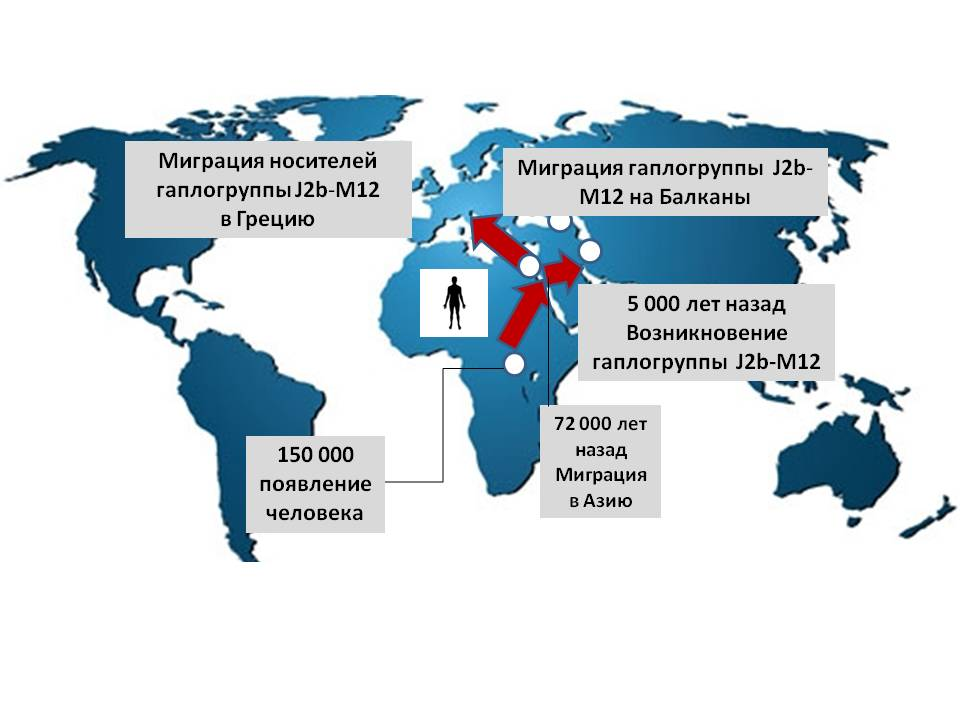 Миграция носителей
гаплогруппы J2b-M12
в Грецию
Миграция гаплогруппы J2b-
M12 на Балканы
5 000 лет назад
Возникновение
гаплогруппы J2b-M12
72 000 лет
назад
Миграция
в Азию
150 000
появление
человека